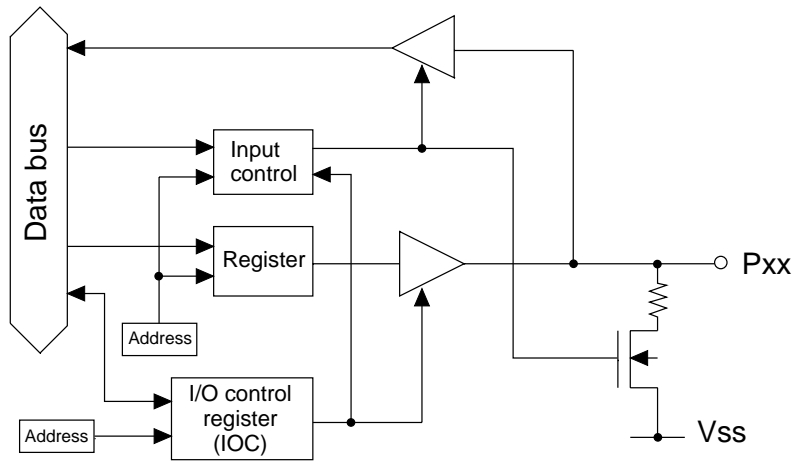 Data bus
Input
control
Register
Pxx
Address
I/O control
register
(IOC)
Address
Vss